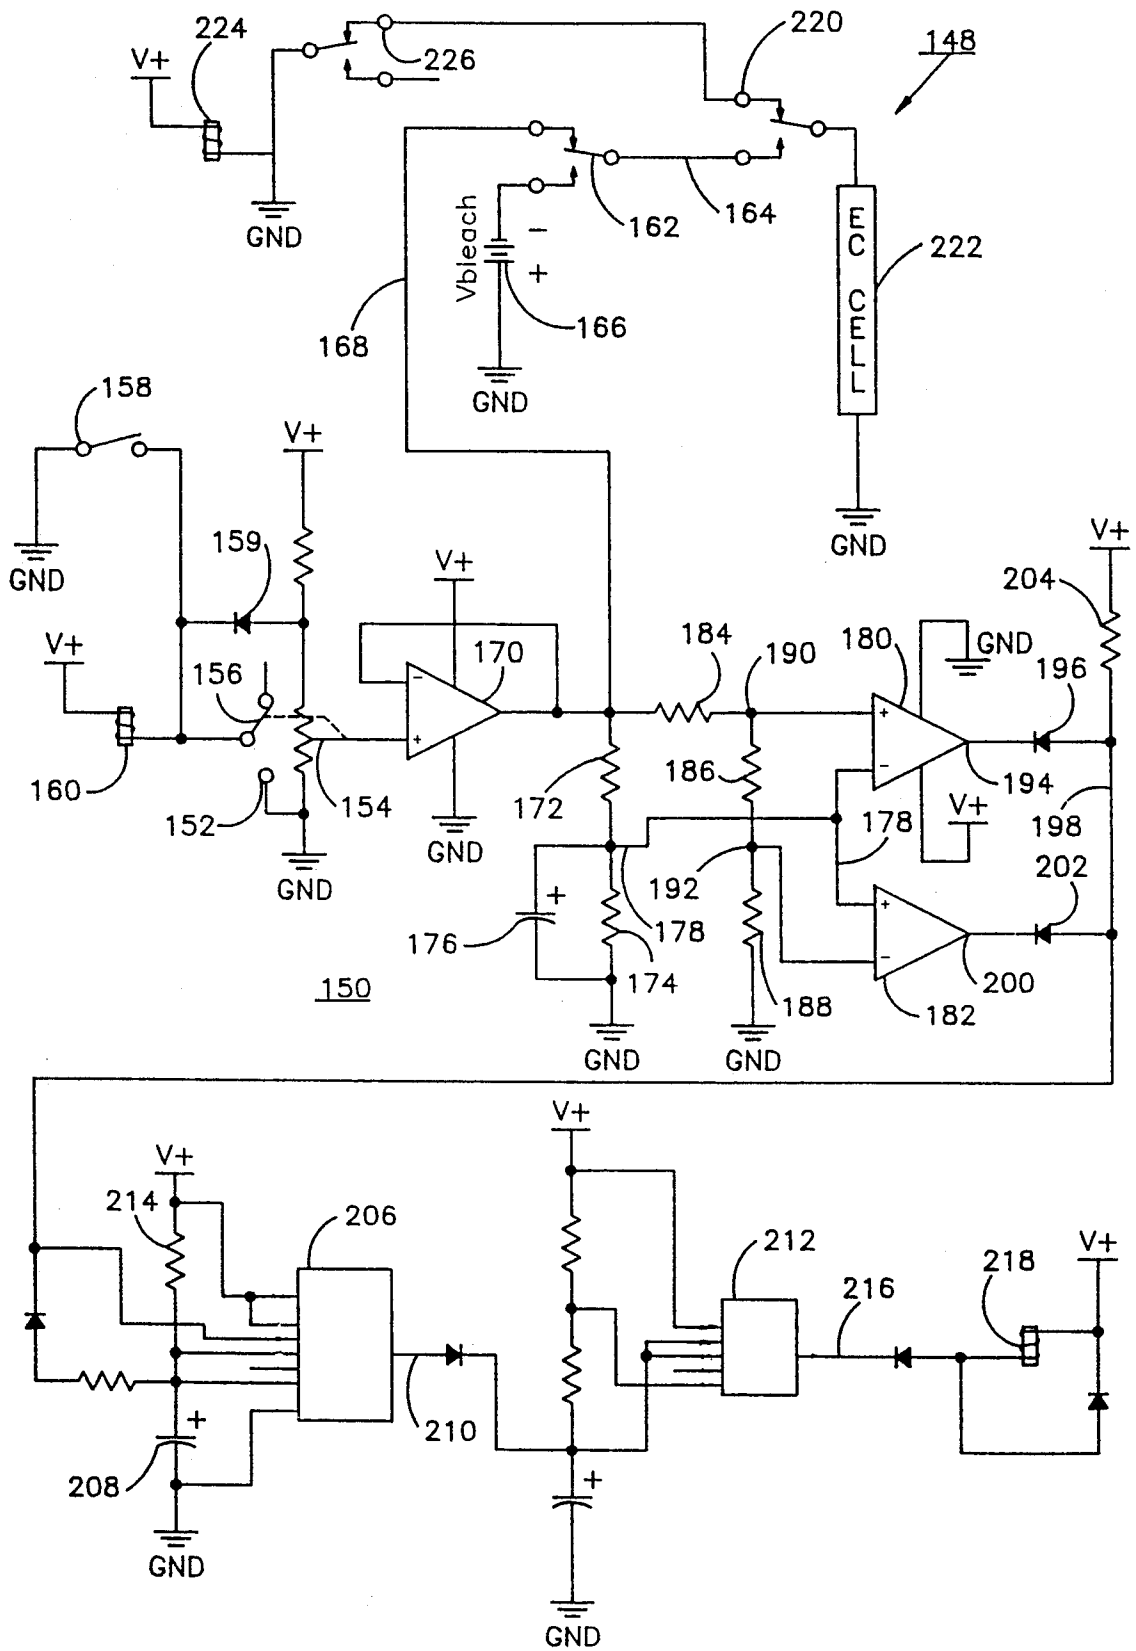 224
220
148
V+
226
GND
162
164
Vbleach
-
+
166
EC CELL
222
168
GND
158
V+
GND
159
GND
V+
204
V+
170
184
190
180
GND
196
V+
156
-
+
+
-
160
154
172
186
194
152
V+
198
178
GND
GND
192
202
+
+
176
178
-
200
150
174
188
182
GND
GND
V+
V+
214
206
212
V+
218
216
+
210
+
208
GND
GND